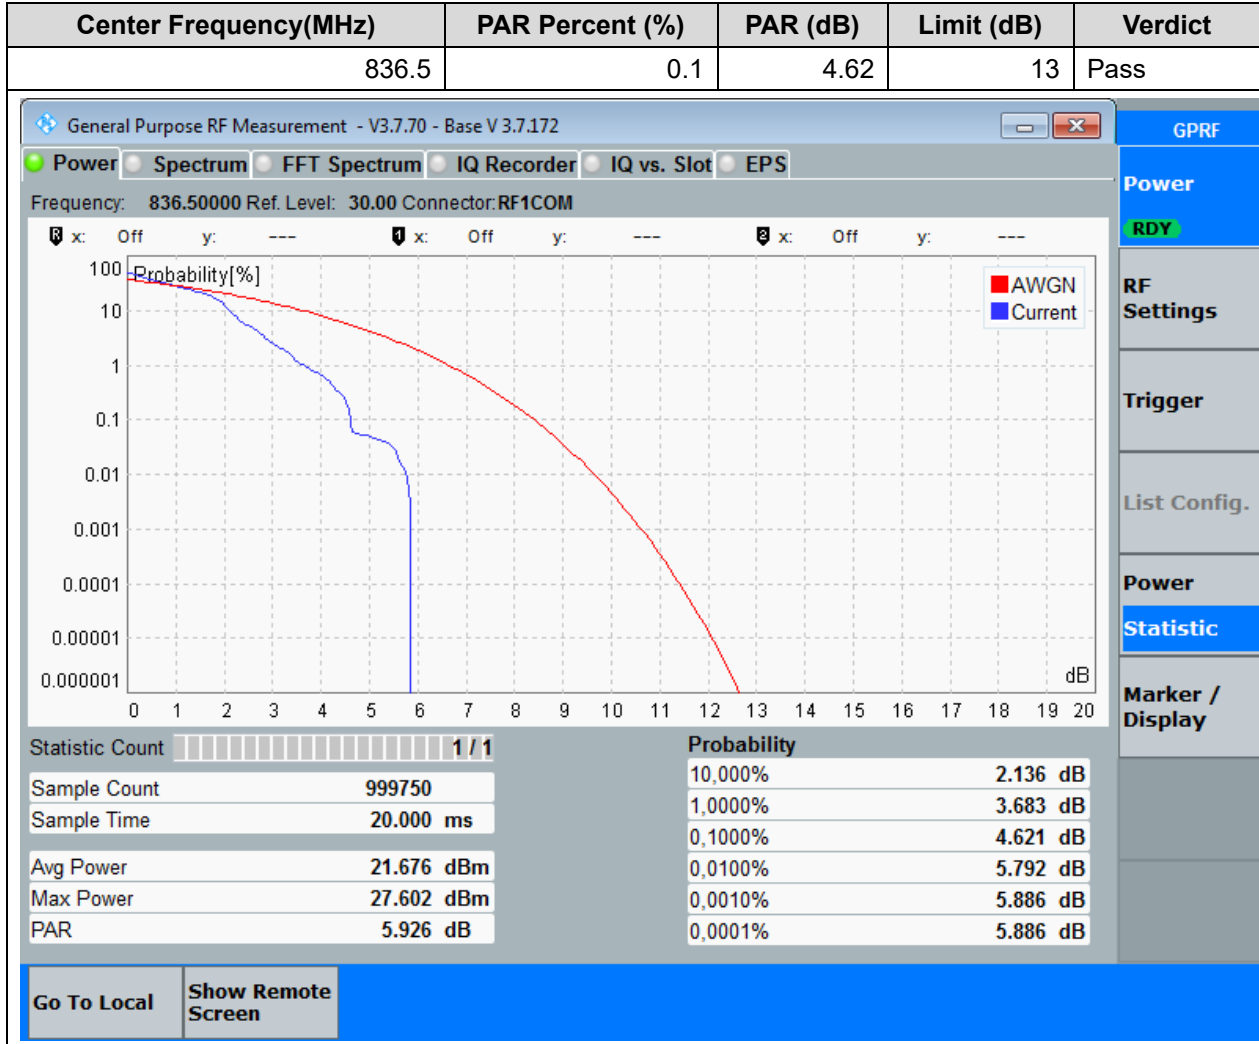 Center Frequency(MHz) PAR Percent (%) PAR (dB) Limit (dB) Verdict
836.5 0.1 4.62 13 Pass
General Purpose RF Measurement - V3.7.70 - Base V 3.7.172
GPRF
Power Spectrum FFT Spectrum IQ Recorder IQ vs. Slot EPS
Power
RDY
Frequency: 836.50000 Ref. Level: 30.00 Connector:RF1COM
R x: Off y: --- 1 x: Off y: --- 2 x: Off y: ---
Probability[%]
AWGN
Current
100
10
1
0.1
0.01
0.001
0.0001
0.00001
0.000001
dB
0 1 2 3 4 5 6 7 8 9 10 11 12 13 14 15 16 17 18 19 20
RF
Settings
Trigger
List Config.
Power
Statistic
Marker /
Display
Statistic Count 1 / 1
Sample Count 999750
Sample Time 20.000 ms
Avg Power 21.676 dBm
Max Power 27.602 dBm
PAR 5.926 dB
Probability
10,000% 2.136 dB
1,0000% 3.683 dB
0,1000% 4.621 dB
0,0100% 5.792 dB
0,0010% 5.886 dB
0,0001% 5.886 dB
Go To Local
Show Remote
Screen